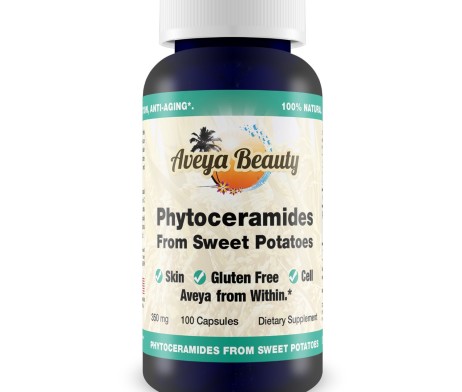 ON, ANTI-AGING*.
100% NATURAL
Aveya Beauty
Phytoceramides
From Sweet Potatoes
Skin Gluten Free Cell
Aveya from Within.*
350 mg 100 Capsules Dietary Supplement
PHYTOCERAMIDES FROM SWEET POTATOES